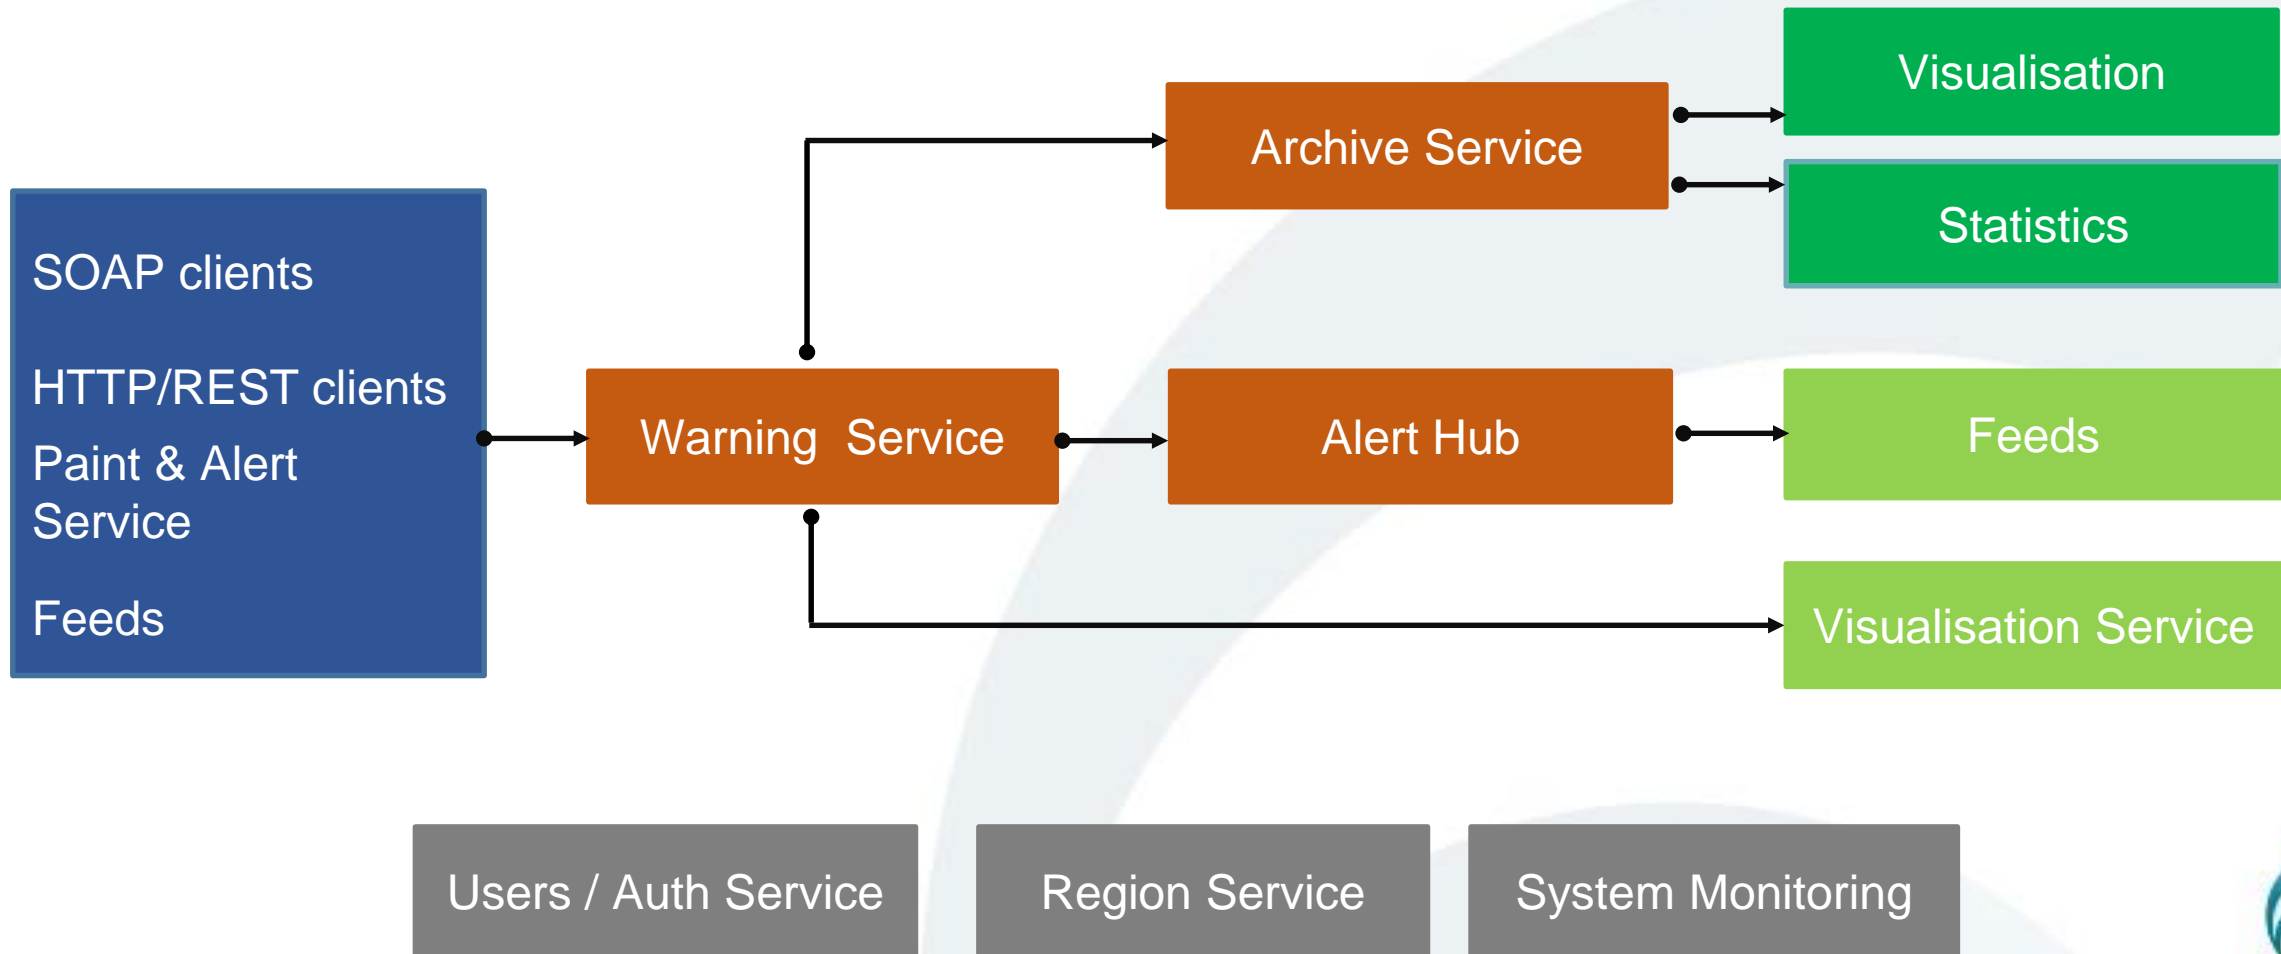 Visualisation
Archive Service
Statistics
SOAP clients
HTTP/REST clients
Paint & Alert
Service
Feeds
Warning  Service
Alert Hub
Feeds
Visualisation Service
Users / Auth Service
Region Service
System Monitoring